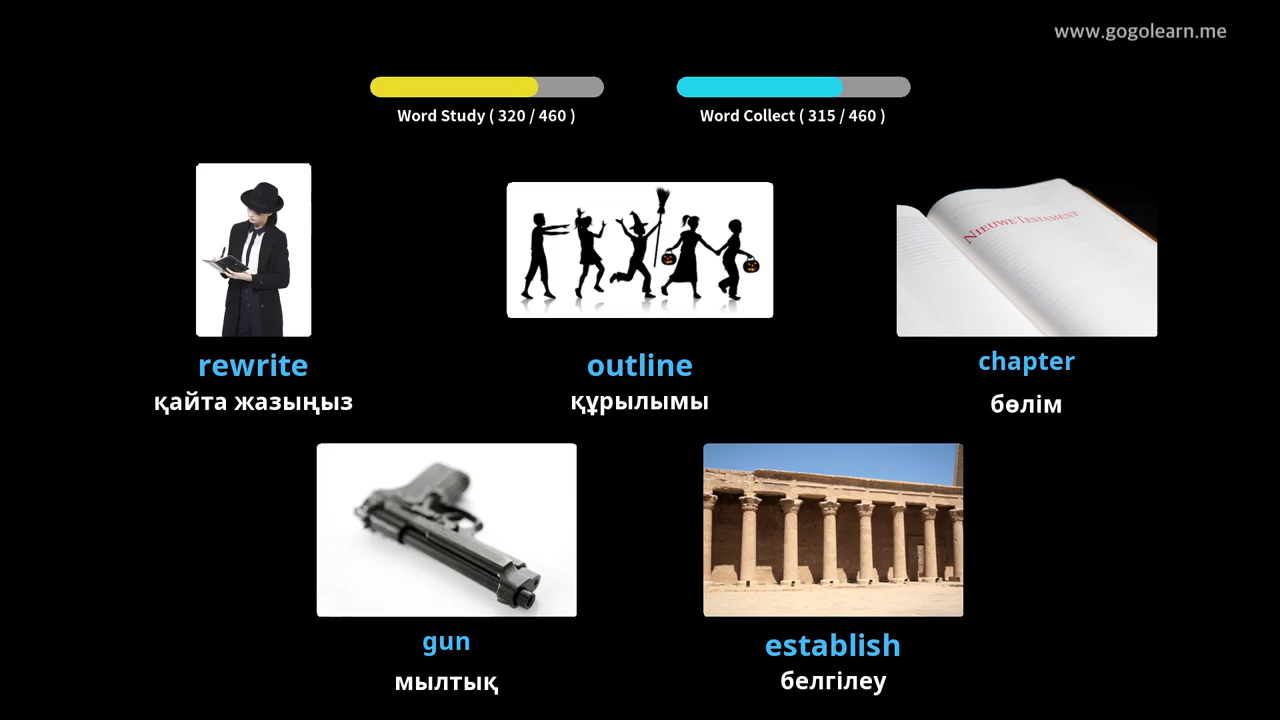 www.gogolearn.me
Word Study ( 320 / 460 )
Word Collect ( 315 / 460 )
NIEUWE TESTAMENT
rewrite
қайта жазыңыз
outline
құрылымы
chapter
бөлім
gun
мылтық
establish
белгілеу